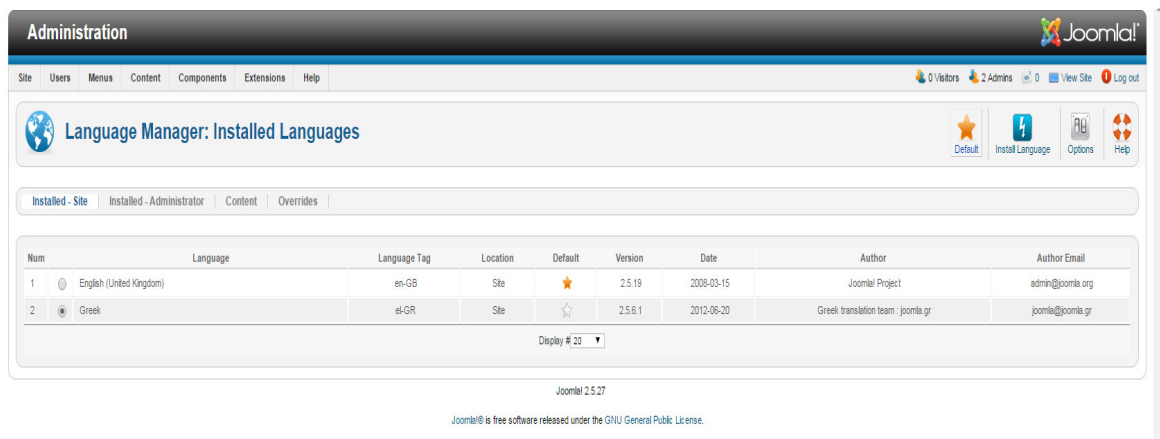 Administration
Joomla!
Site Users Menus Content Components Extensions Help 0 Visitors 2 Admins 0 View Site Log out
Language Manager: Installed Languages
Default Install Language Options Help
Installed - Site Installed - Administrator Content Overrides
Num Language Language Tag Location Default Version Date Author Author Email
1 English (United Kingdom) en-GB Site 2.5.19 2008-03-15 Joomla! Project admin@joomla.org
2 Greek el-GR Site 2.5.6.1 2012-06-20 Greek translation team : joomla.gr joomla@joomla.gr
Display # 20
Joomla! 2.5.27
Joomla!® is free software released under the GNU General Public License.